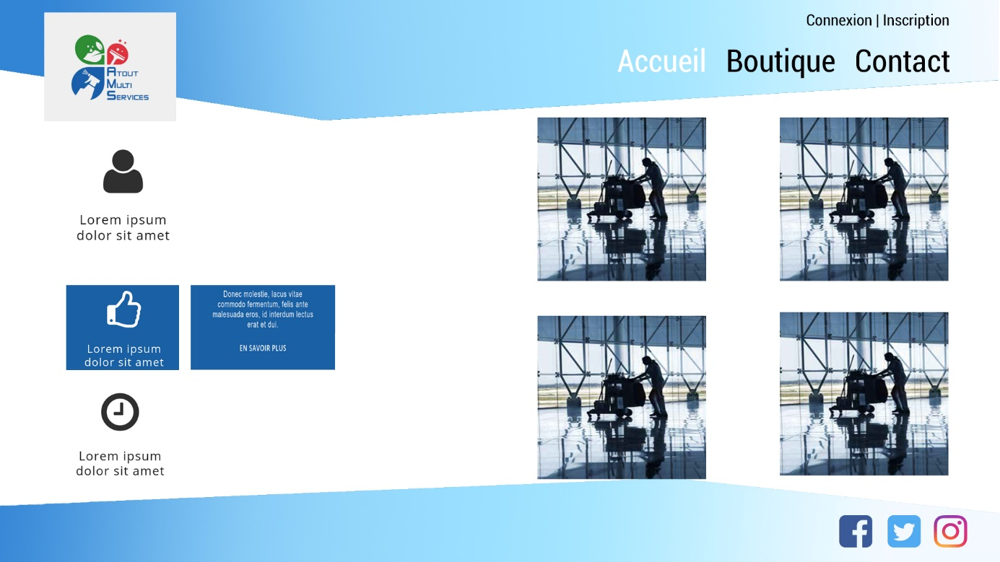 Connexion | Inscription
Accueil Boutique Contact
ATOUT
MULTI
SERVICES
Lorem ipsum
dolor sit amet
Lorem ipsum
dolor sit amet
Donec molestie, lacus vitae
commodo fermentum, felis ante
malesuada eros, id interdum lectus
erat et dui.
EN SAVOIR PLUS
Lorem ipsum
dolor sit amet